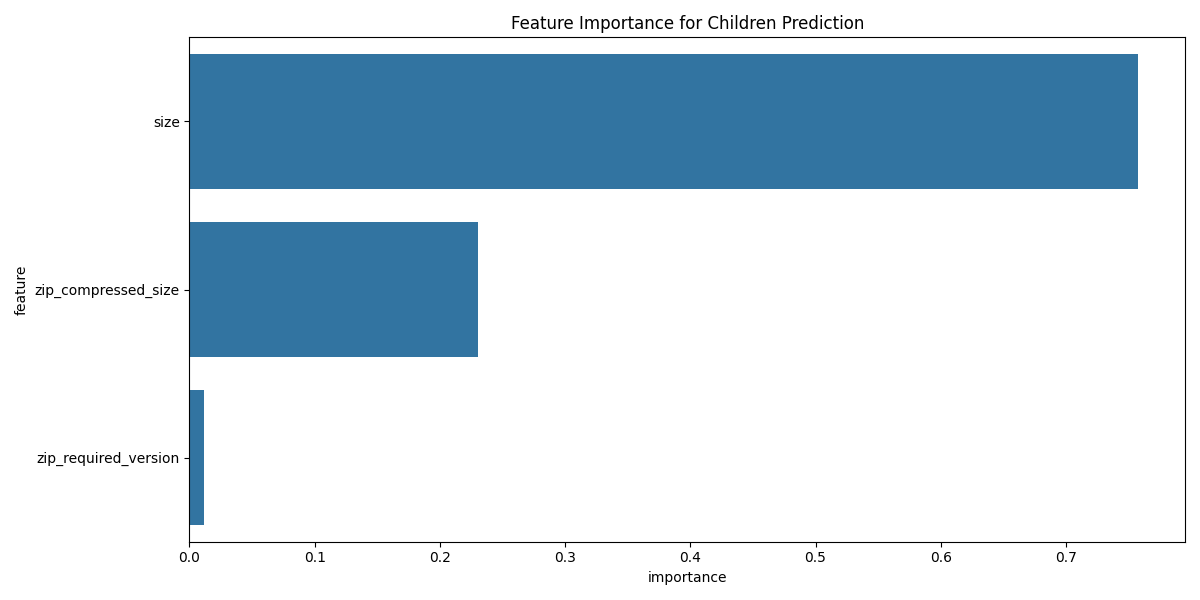 Feature Importance for Children Prediction
feature
size
zip_compressed_size
zip_required_version
0.0 0.1 0.2 0.3 0.4 0.5 0.6 0.7
importance